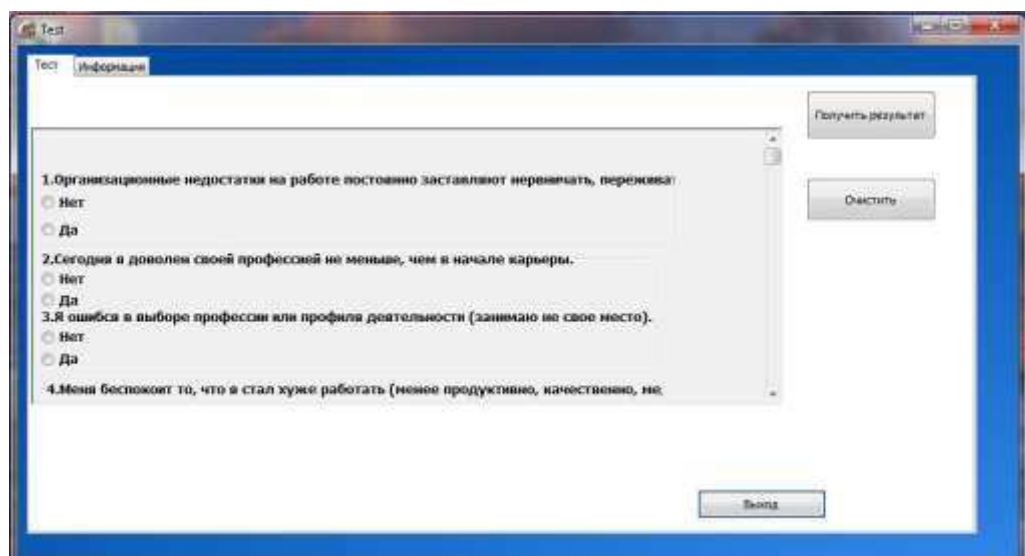 Test
Тест Информация
Получить результат
1.Организационные недостатки на работе постоянно заставляют нервничать, пережива
Нет
Очистить
Да
2.Сегодня я доволен своей профессией не меньше, чем в начале карьеры.
Нет
Да
3.Я ошибся в выборе профессии или профиля деятельности (занимаю не свое место).
Нет
Да
4.Меня беспокоит то, что я стал хуже работать (менее продуктивно, качественно, ме
Выход